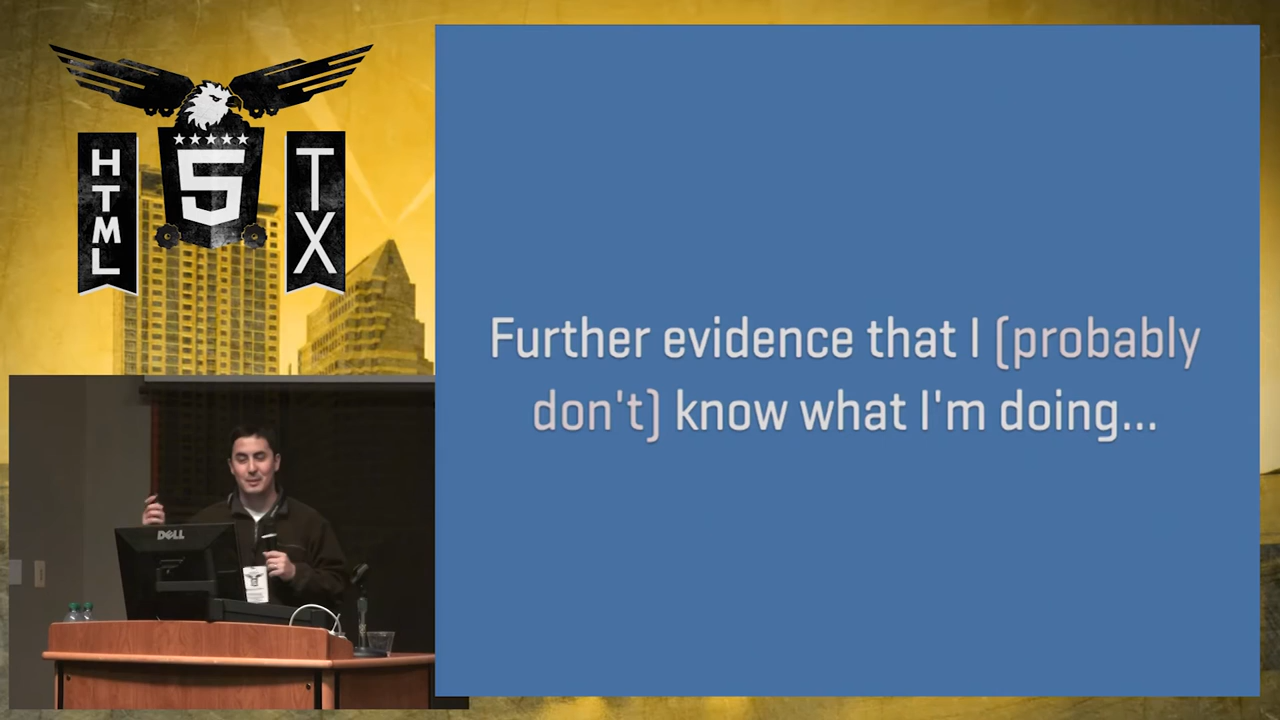 HTML
5
TX
Further evidence that I (probably
don't) know what I'm doing...
DELL